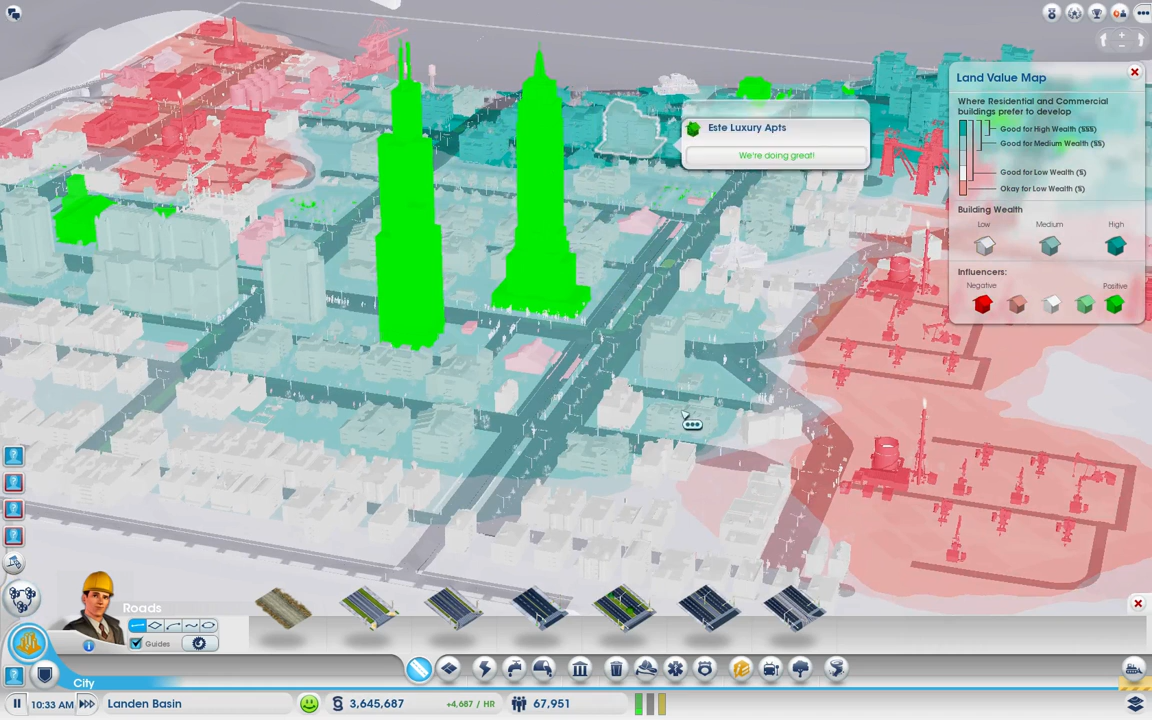 Este Luxury Apts
We're doing great!
Land Value Map
Where Residential and Commercial
buildings prefer to develop
Good for High Wealth (§§§)
Good for Medium Wealth (§§)
Good for Low Wealth (§)
Okay for Low Wealth (§)
Building Wealth
Low Medium High
Influencers:
Negative Positive
Roads
Guides
City
10:33 AM Landen Basin 3,645,687 +4,687 / HR 67,951